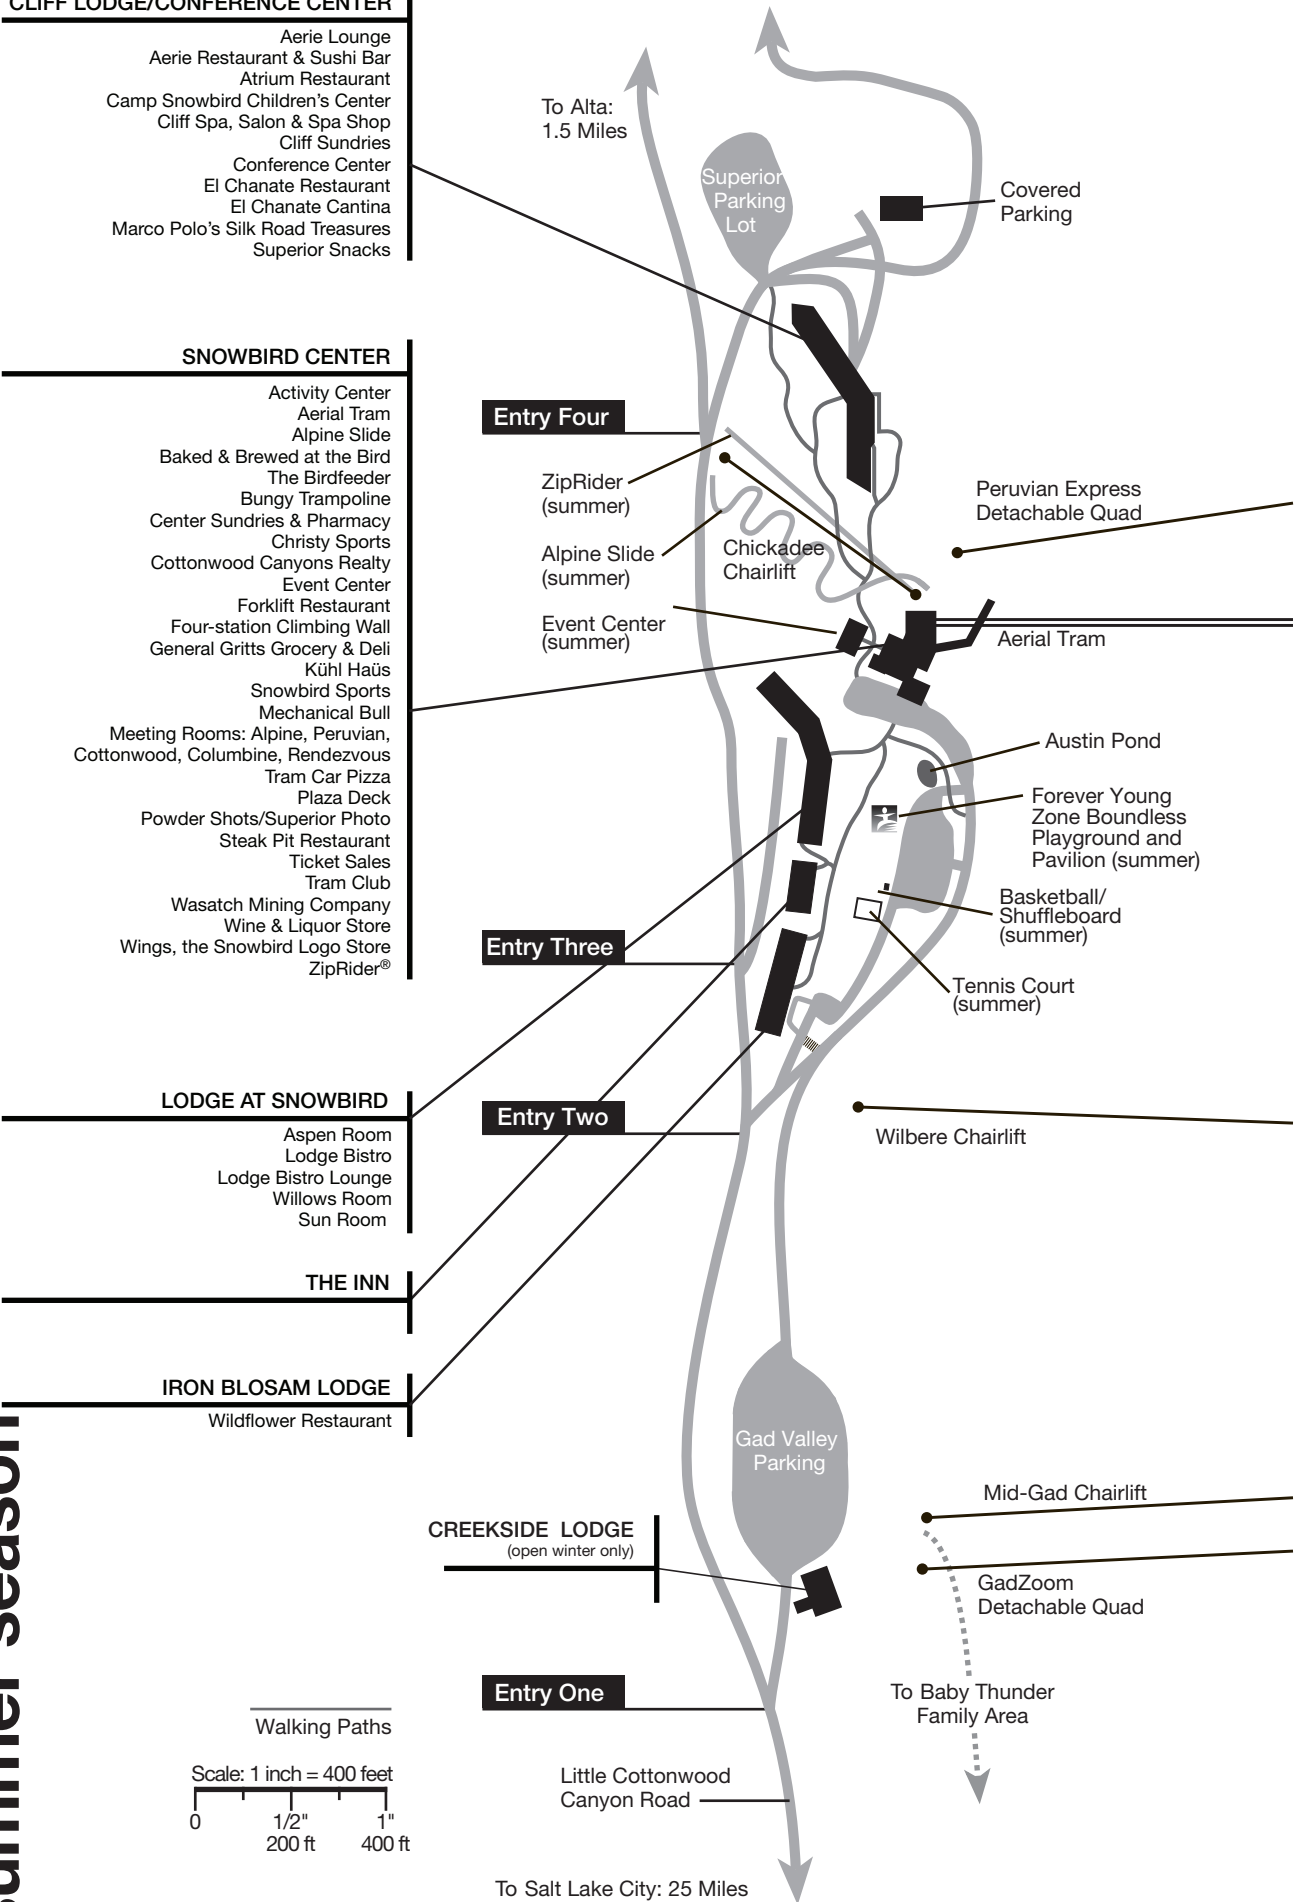 CLIFF LODGE/CONFERENCE CENTER
Aerie Lounge
Aerie Restaurant & Sushi Bar
Atrium Restaurant
Camp Snowbird Children's Center
Cliff Spa, Salon & Spa Shop
Cliff Sundries
Conference Center
El Chanate Restaurant
El Chanate Cantina
Marco Polo's Silk Road Treasures
Superior Snacks
SNOWBIRD CENTER
Activity Center
Aerial Tram
Alpine Slide
Baked & Brewed at the Bird
The Birdfeeder
Bungy Trampoline
Center Sundries & Pharmacy
Christy Sports
Cottonwood Canyons Realty
Event Center
Forklift Restaurant
Four-station Climbing Wall
General Gritts Grocery & Deli
Kühl Haüs
Snowbird Sports
Mechanical Bull
Meeting Rooms: Alpine, Peruvian,
Cottonwood, Columbine, Rendezvous
Tram Car Pizza
Plaza Deck
Powder Shots/Superior Photo
Steak Pit Restaurant
Ticket Sales
Tram Club
Wasatch Mining Company
Wine & Liquor Store
Wings, the Snowbird Logo Store
ZipRider®
LODGE AT SNOWBIRD
Aspen Room
Lodge Bistro
Lodge Bistro Lounge
Willows Room
Sun Room
THE INN
IRON BLOSAM LODGE
Wildflower Restaurant
CREEKSIDE LODGE
(open winter only)
To Alta:
1.5 Miles
Superior
Parking
Lot
Covered
Parking
Entry Four
ZipRider
(summer)
Alpine Slide
(summer)
Chickadee
Chairlift
Event Center
(summer)
Peruvian Express
Detachable Quad
Aerial Tram
Austin Pond
Forever Young
Zone Boundless
Playground and
Pavilion (summer)
Basketball/
Shuffleboard
(summer)
Tennis Court
(summer)
Entry Three
Entry Two
Wilbere Chairlift
Gad Valley
Parking
Mid-Gad Chairlift
GadZoom
Detachable Quad
To Baby Thunder
Family Area
Entry One
Little Cottonwood
Canyon Road
To Salt Lake City: 25 Miles
Walking Paths
Scale: 1 inch = 400 feet
0
1/2"
1"
200 ft
400 ft
summer season